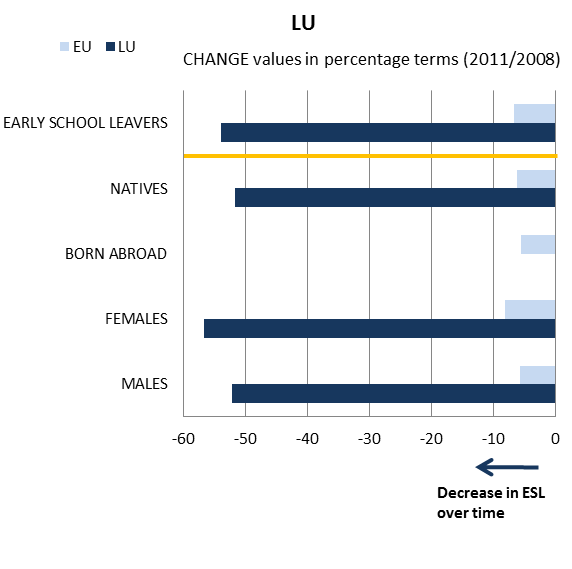 LU
EU LU
CHANGE values in percentage terms (2011/2008)
EARLY SCHOOL LEAVERS
NATIVES
BORN ABROAD
FEMALES
MALES
-60 -50 -40 -30 -20 -10 0
Decrease in ESL
over time